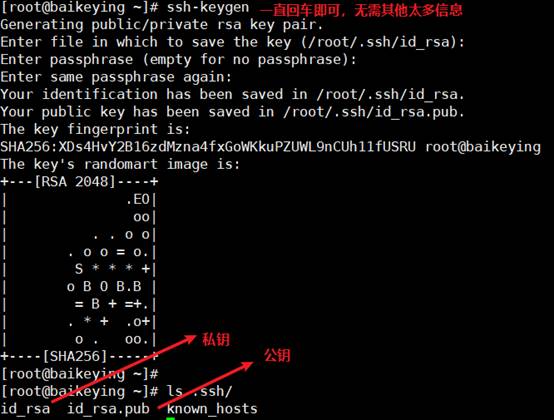 [root@baikeying ~]# ssh-keygen 一直回车即可，无需其他太多信息
Generating public/private rsa key pair.
Enter file in which to save the key (/root/.ssh/id_rsa):
Enter passphrase (empty for no passphrase):
Enter same passphrase again:
Your identification has been saved in /root/.ssh/id_rsa.
Your public key has been saved in /root/.ssh/id_rsa.pub.
The key fingerprint is:
SHA256:XDs4HvY2B16zdMzna4fxGoWKkuPZUWL9nCUh11fUSRU root@baikeying
The key's randomart image is:
+---[RSA 2048]----+
|              .EO|
|               oo|
|          . . o o|
|       . o o = o.|
|        S * * * +|
|       o B O B.B |
|        = B + =+.|
|       . * +  .o+|
|        o .   oo.|
+----[SHA256]-----+
私钥
公钥
[root@baikeying ~]#
[root@baikeying ~]# ls .ssh/
id_rsa  id_rsa.pub  known_hosts